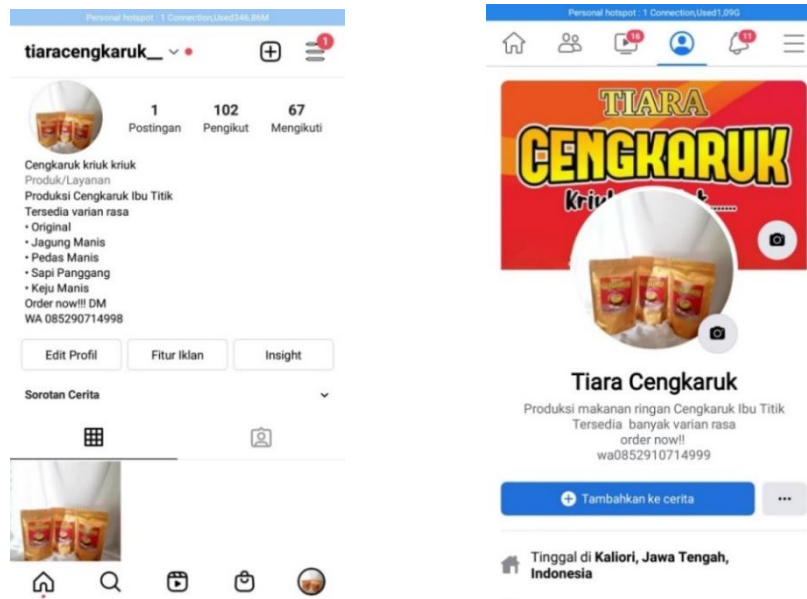 Personal hotspot : 1 Connection,Used346,86M
tiaracengkaruk__
1
1 102 67
Postingan Pengikut Mengikuti
Cengkaruk kriuk kriuk
Produk/Layanan
Produksi Cengkaruk Ibu Titik
Tersedia varian rasa
• Original
• Jagung Manis
• Pedas Manis
• Sapi Panggang
• Keju Manis
Order now!!! DM
WA 085290714998
Edit Profil Fitur Iklan Insight
Sorotan Cerita
Personal hotspot : 1 Connection,Used1,09G
16 11
TIARA
CENGKARUK
Tiara Cengkaruk
Produksi makanan ringan Cengkaruk Ibu Titik
Tersedia banyak varian rasa
order now!!
wa0852910714999
Tambahkan ke cerita
Tinggal di Kaliori, Jawa Tengah,
Indonesia